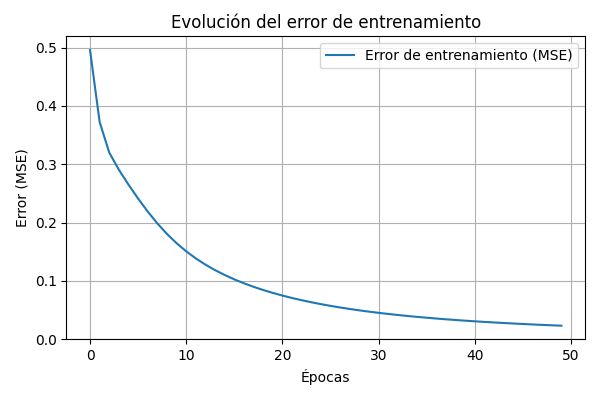 Evolución del error de entrenamiento
Error de entrenamiento (MSE)
Error (MSE)
0.5
0.4
0.3
0.2
0.1
0.0
0 10 20 30 40 50
Épocas